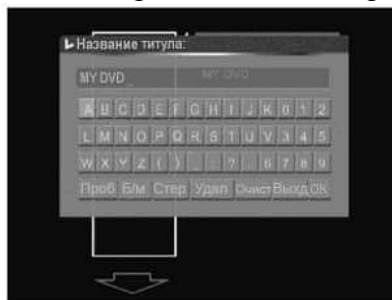 Название титула:
MY DVD_ MY DVD
A B C D E F G H I J K 0 1 2
L M N O P Q R S T U V 3 4 5
W X Y Z ( ) _ : ? . 6 7 8 9
Проб Б/м Стер Удал Очист Выход OK